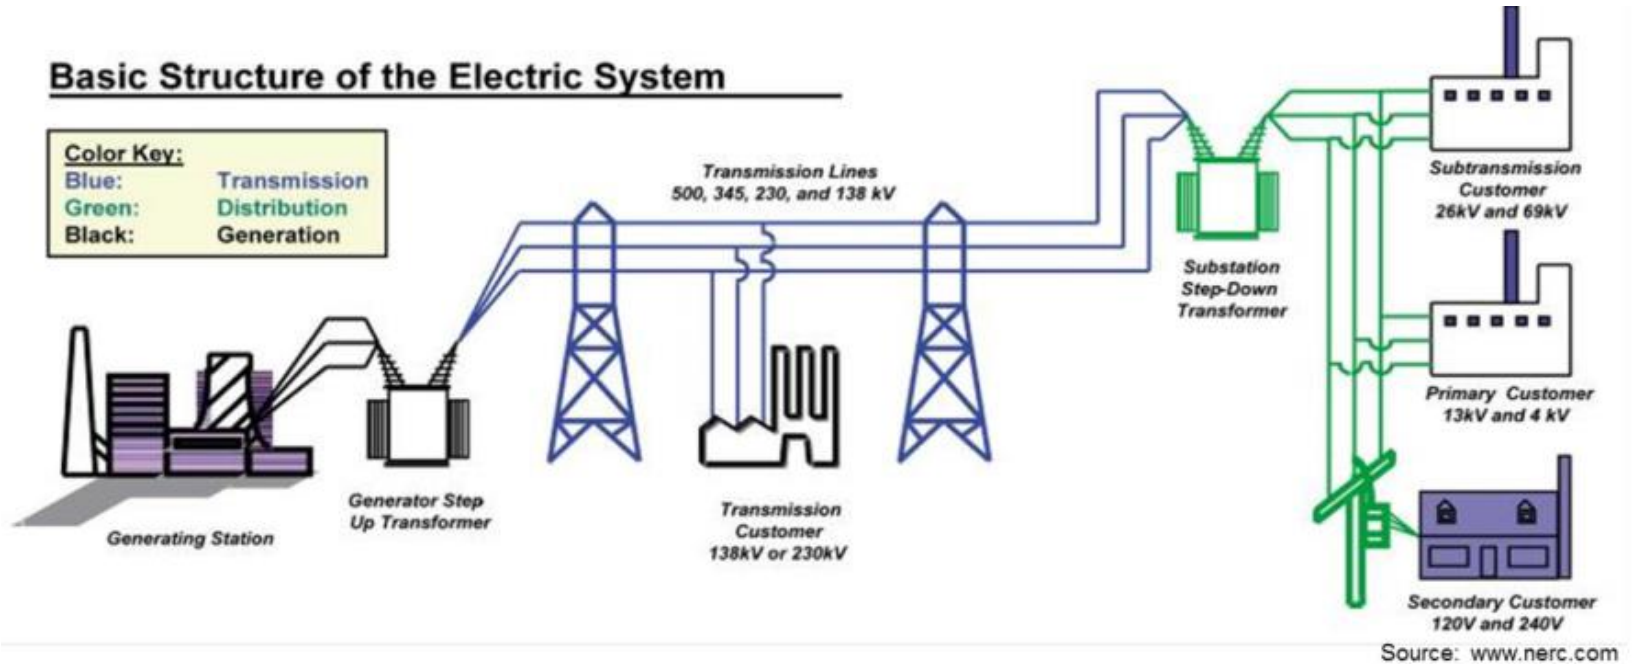 Basic Structure of the Electric System
Color Key:
Blue: Transmission
Green: Distribution
Black: Generation
Transmission Lines
500, 345, 230, and 138 kV
Subtransmission
Customer
26kV and 69kV
Substation
Step-Down
Transformer
Primary Customer
13kV and 4 kV
Generator Step
Up Transformer
Generating Station
Transmission
Customer
138kV or 230kV
Secondary Customer
120V and 240V
Source: www.nerc.com